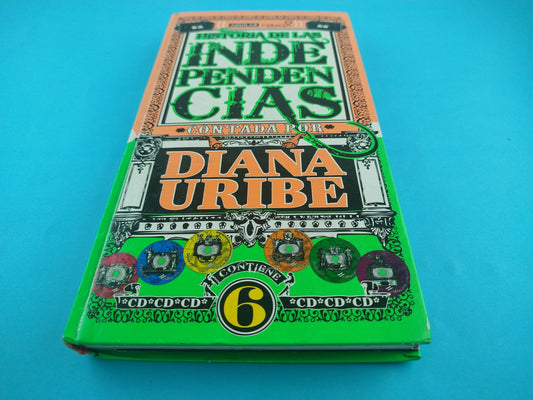 HISTORIA DE LAS
INDE
PENDEN
CIAS
CONTADA POR
DIANA
URIBE
CONTIENE
*CD*CD*CD* 6 *CD*CD*CD*